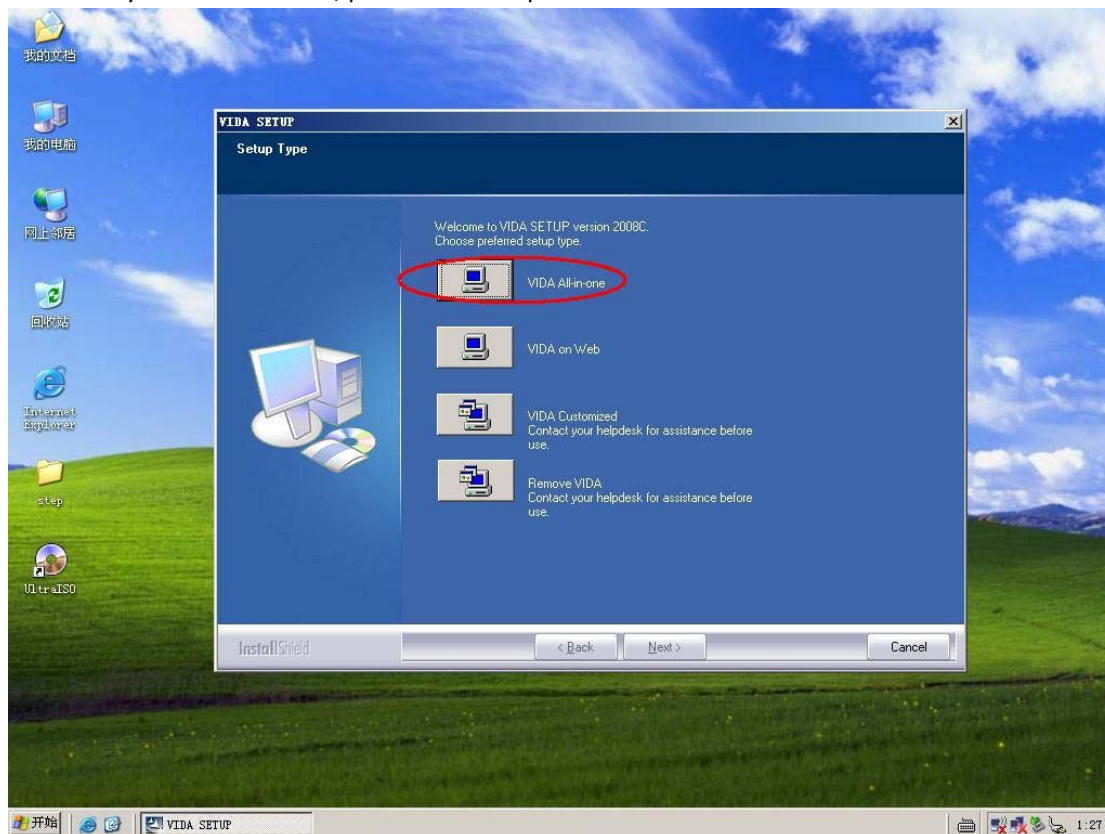 我的文档
我的电脑
网上邻居
回收站
Internet
Explorer
step
UltraISO
VIDA SETUP
Setup Type
Welcome to VIDA SETUP version 2008C.
Choose preferred setup type.
VIDA All-in-one
VIDA on Web
VIDA Customized
Contact your helpdesk for assistance before
use.
Remove VIDA
Contact your helpdesk for assistance before
use.
InstallShield
< Back
Next >
Cancel
开始
VIDA SETUP
1:27